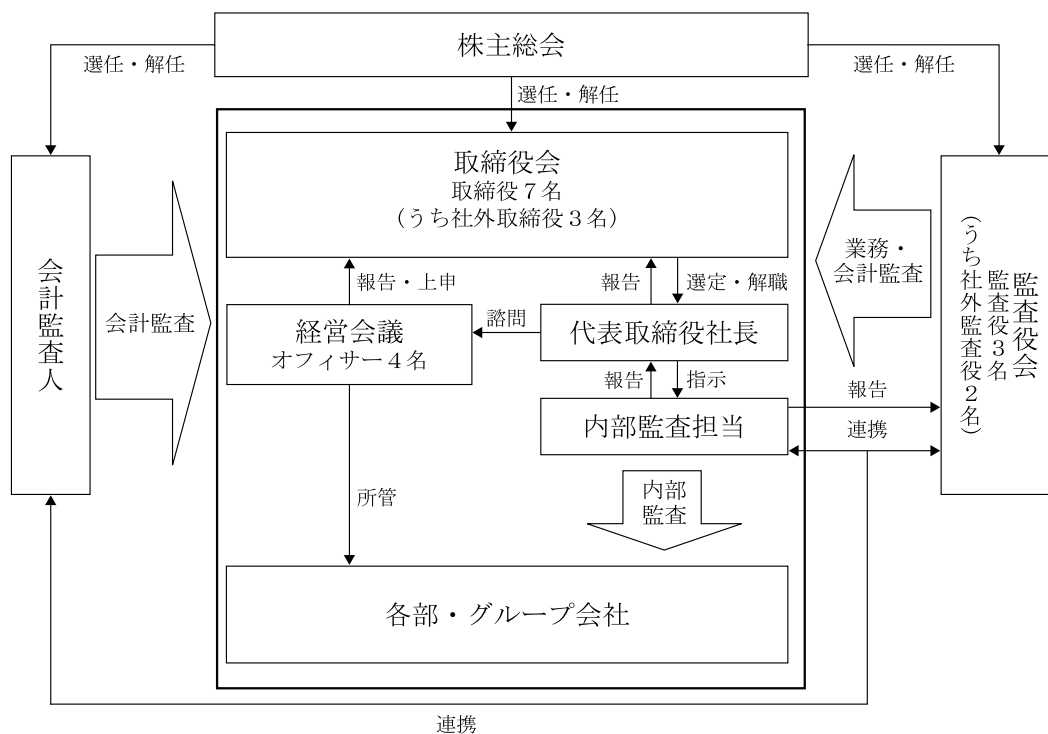 株主総会
選任・解任
選任・解任
選任・解任
取締役会
取締役７名
（うち社外取締役３名）
会計監査人
会計監査
業務・
会計監査
監査役会
監査役３名
（うち社外監査役２名）
報告・上申
報告
選定・解職
経営会議
オフィサー４名
諮問
代表取締役社長
報告
指示
内部監査担当
報告
連携
所管
内部
監査
各部・グループ会社
連携